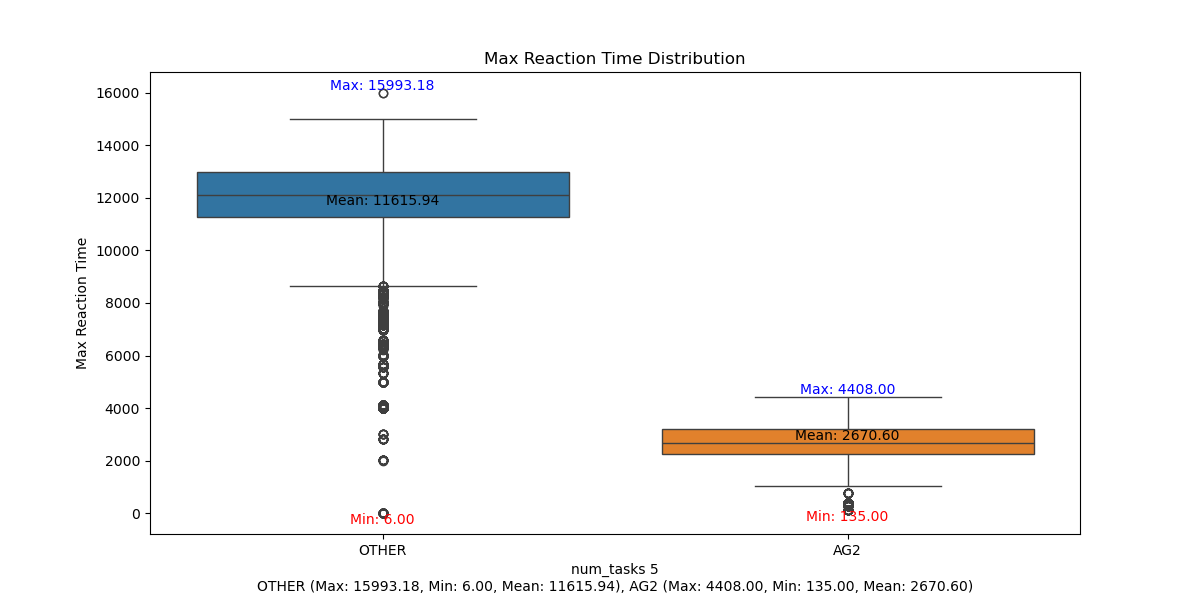 Max Reaction Time Distribution
Max: 15993.18
16000
14000
12000
Mean: 11615.94
10000
8000
6000
Max: 4408.00
4000
Mean: 2670.60
2000
0
Min: 6.00
Min: 135.00
Max Reaction Time
OTHER
AG2
num_tasks 5
OTHER (Max: 15993.18, Min: 6.00, Mean: 11615.94), AG2 (Max: 4408.00, Min: 135.00, Mean: 2670.60)